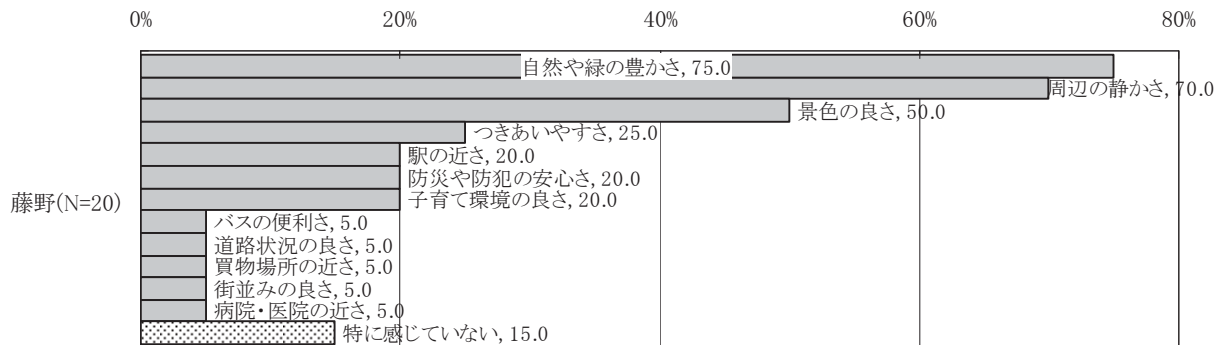 0% 20% 40% 60% 80%
自然や緑の豊かさ, 75.0
周辺の静かさ, 70.0
景色の良さ, 50.0
つきあいやすさ, 25.0
駅の近さ, 20.0
防災や防犯の安心さ, 20.0
子育て環境の良さ, 20.0
藤野(N=20)
バスの便利さ, 5.0
道路状況の良さ, 5.0
買物場所の近さ, 5.0
街並みの良さ, 5.0
病院・医院の近さ, 5.0
特に感じていない, 15.0